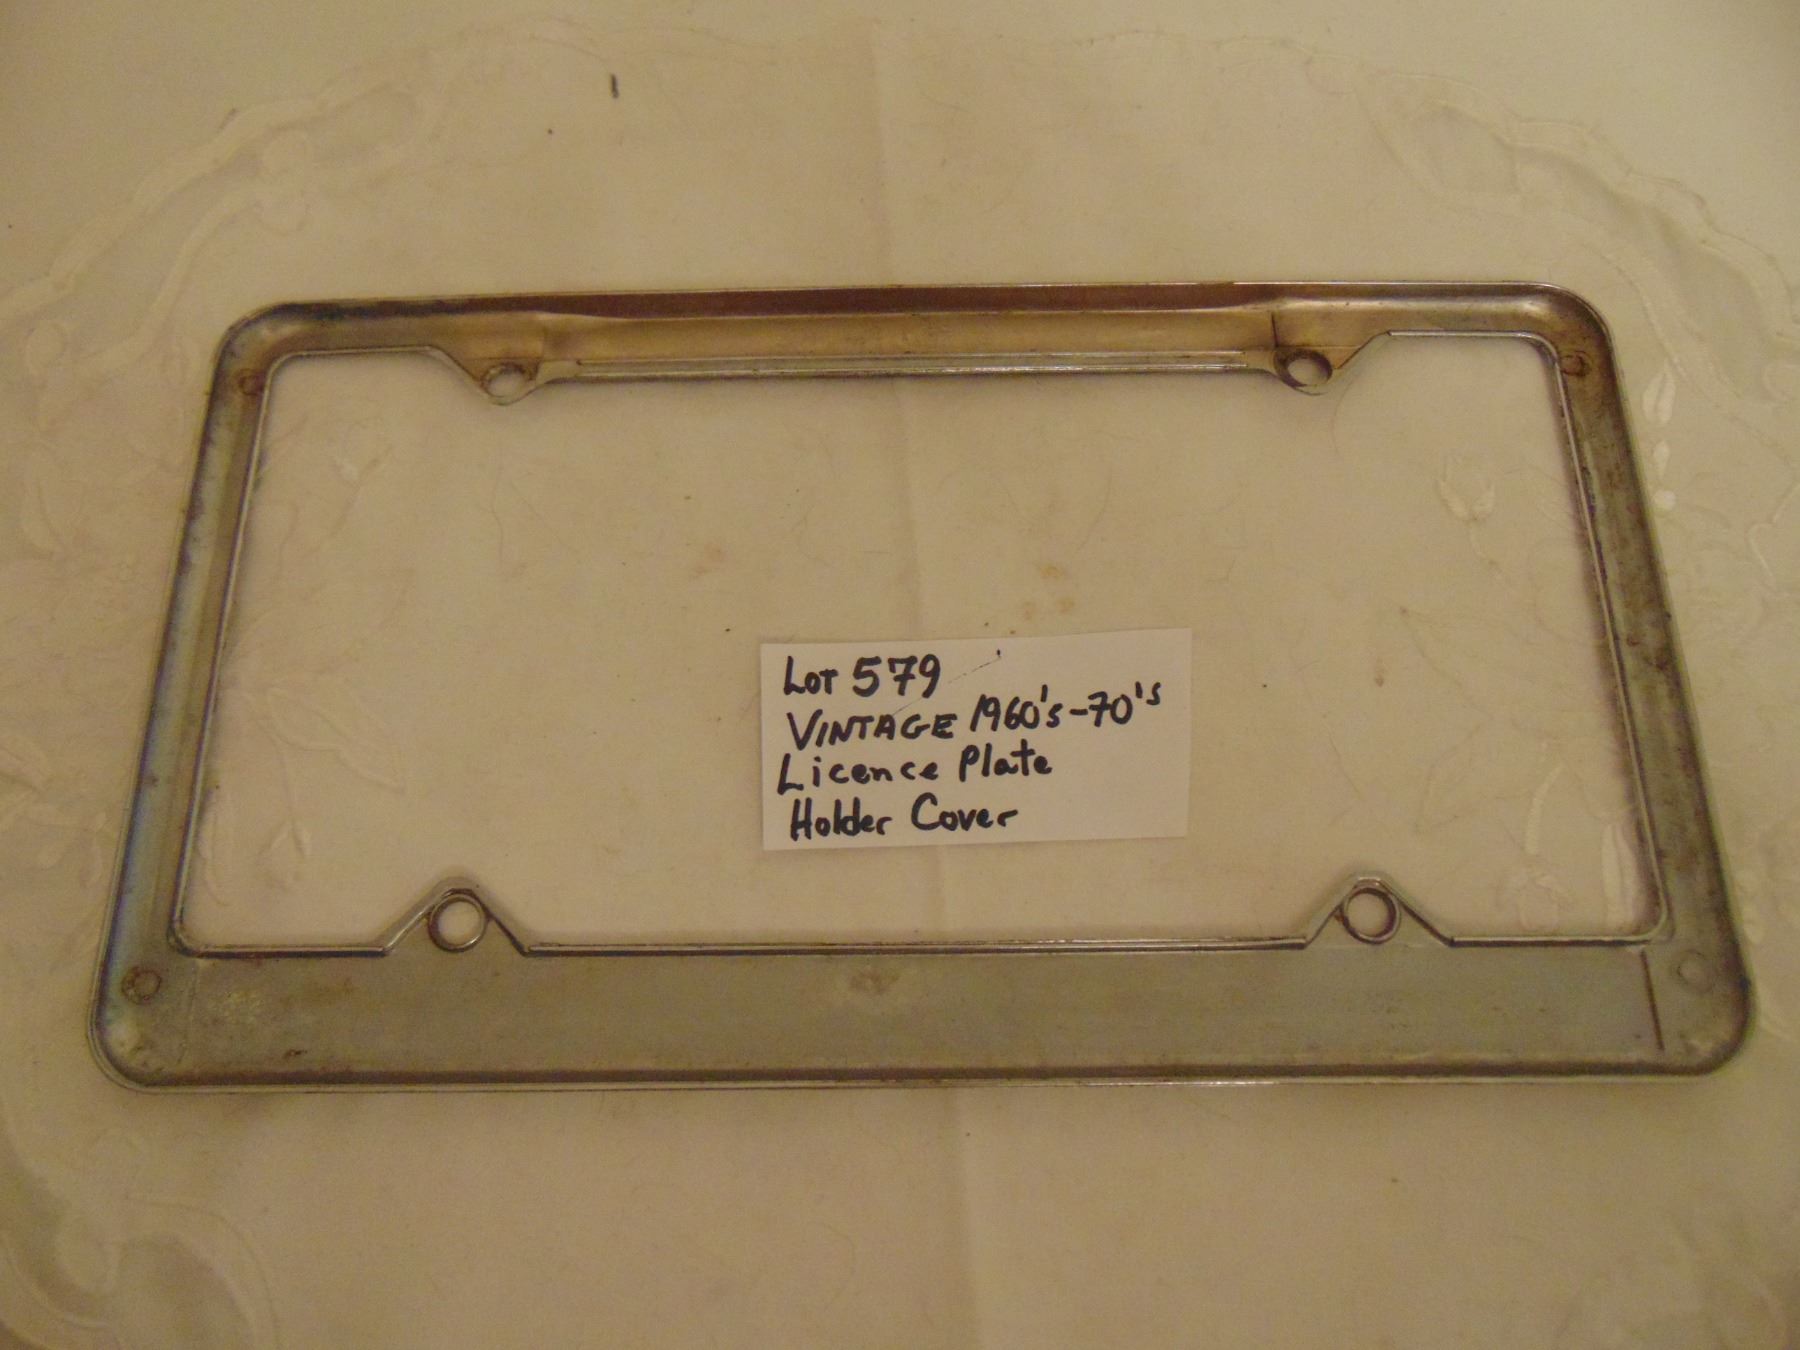 Lot 579
Vintage 1960's-70's
Licence Plate
Holder Cover